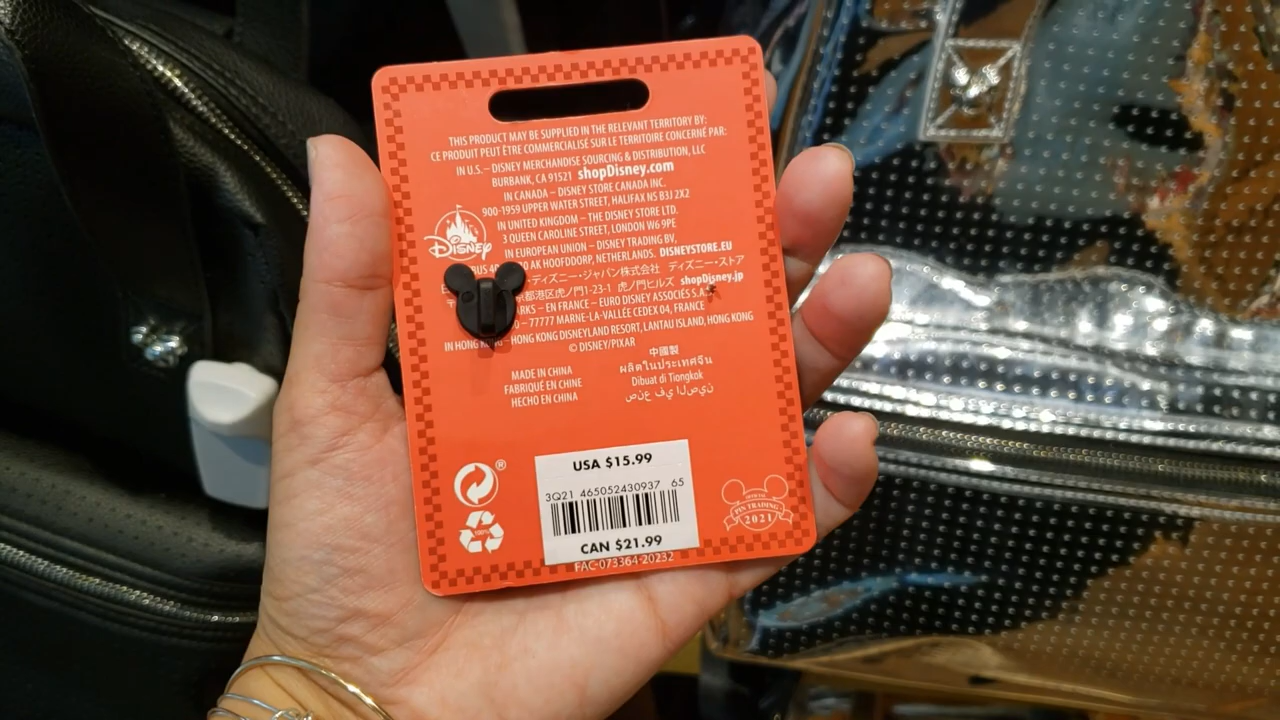 THIS PRODUCT MAY BE SUPPLIED IN THE RELEVANT TERRITORY BY:
CE PRODUIT PEUT ÊTRE COMMERCIALISÉ SUR LE TERRITOIRE CONCERNÉ PAR:
IN U.S. – DISNEY MERCHANDISE SOURCING & DISTRIBUTION, LLC
BURBANK, CA 91521 shopDisney.com
IN CANADA – DISNEY STORE CANADA INC.
900-1959 UPPER WATER STREET, HALIFAX NS B3J 2X2
IN UNITED KINGDOM – THE DISNEY STORE LTD.
3 QUEEN CAROLINE STREET, LONDON W6 9PE
IN EUROPEAN UNION – DISNEY TRADING BV,
AK HOOFDDORP, NETHERLANDS. DISNEYSTORE.EU
・ディズニー・ジャパン株式会社 ディズニー・ストア
京都港区虎ノ門1-23-1 虎ノ門ヒルズ shopDisney.jp
– EN FRANCE – EURO DISNEY ASSOCIÉS S.A.S.
– 77777 MARNE-LA-VALLÉE CEDEX 04, FRANCE
IN HONG KONG – HONG KONG DISNEYLAND RESORT, LANTAU ISLAND, HONG KONG
© DISNEY/PIXAR
Disney
MADE IN CHINA
FABRIQUÉ EN CHINE
HECHO EN CHINA
中國製
ผลิตในประเทศจีน
Dibuat di Tiongkok
صنع في الصين
®
100%
USA $15.99
3Q21 465052430937 65
CAN $21.99
FAC-073364-20232
OFFICIAL
PIN TRADING
2021